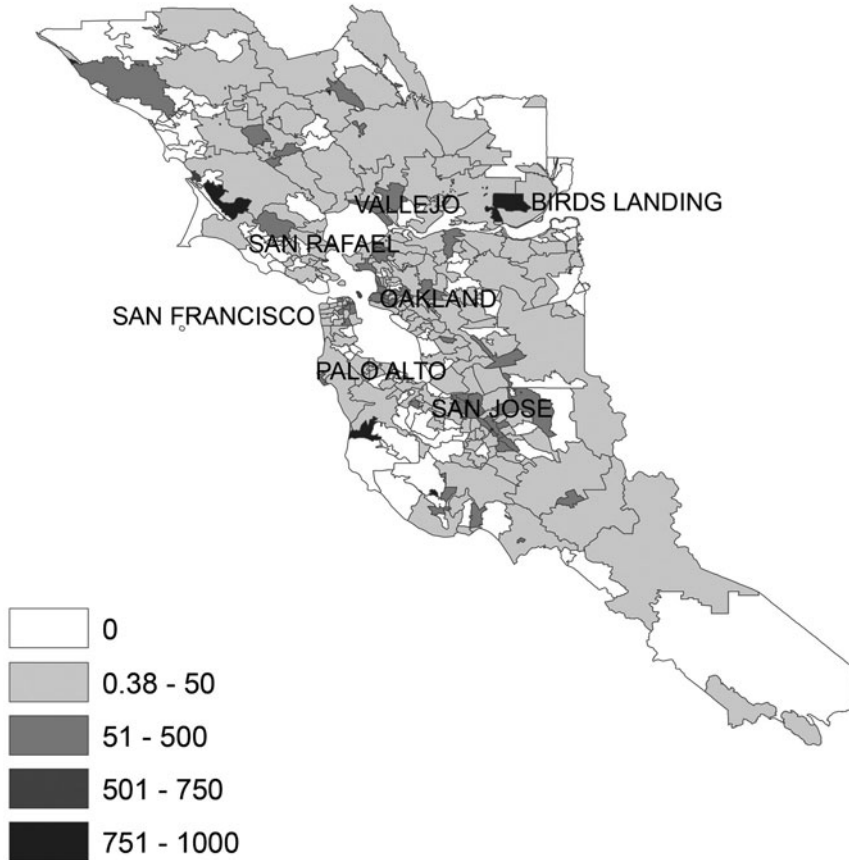 VALLEJO
BIRDS LANDING
SAN RAFAEL
OAKLAND
SAN FRANCISCO
PALO ALTO
SAN JOSE
0
0.38 - 50
51 - 500
501 - 750
751 - 1000